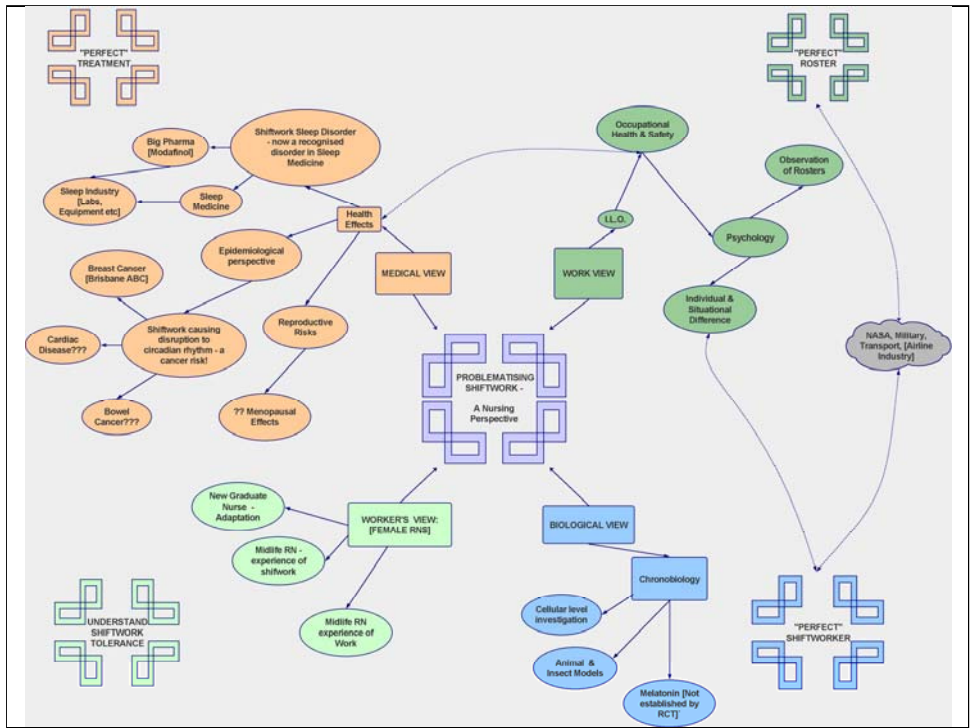 "PERFECT"
TREATMENT
"PERFECT"
ROSTER
Shiftwork Sleep Disorder
- now a recognised
disorder in Sleep
Medicine
Big Pharma
[Modafinol]
Sleep Industry
[Labs,
Equipment etc]
Sleep
Medicine
Health
Effects
Epidemiological
perspective
Breast Cancer
[Brisbane ABC]
MEDICAL VIEW
Cardiac
Disease???
Shiftwork causing
disruption to
circadian rhythm - a
cancer risk!
Reproductive
Risks
Bowel
Cancer???
?? Menopausal
Effects
Occupational
Health & Safety
Observation
of Rosters
I.L.O.
Psychology
WORK VIEW
Individual &
Situational
Difference
NASA, Military,
Transport, [Airline
Industry]
PROBLEMATISING
SHIFTWORK -
A Nursing
Perspective
New Graduate
Nurse -
Adaptation
WORKER'S VIEW:
[FEMALE RNS]
Midlife RN -
experience of
shifwork
Midlife RN
experience of
Work
BIOLOGICAL VIEW
Chronobiology
Cellular level
investigation
Animal &
Insect Models
Melatonin [Not
established by
RCT]'
UNDERSTAND
SHIFTWORK
TOLERANCE
"PERFECT"
SHIFTWORKER